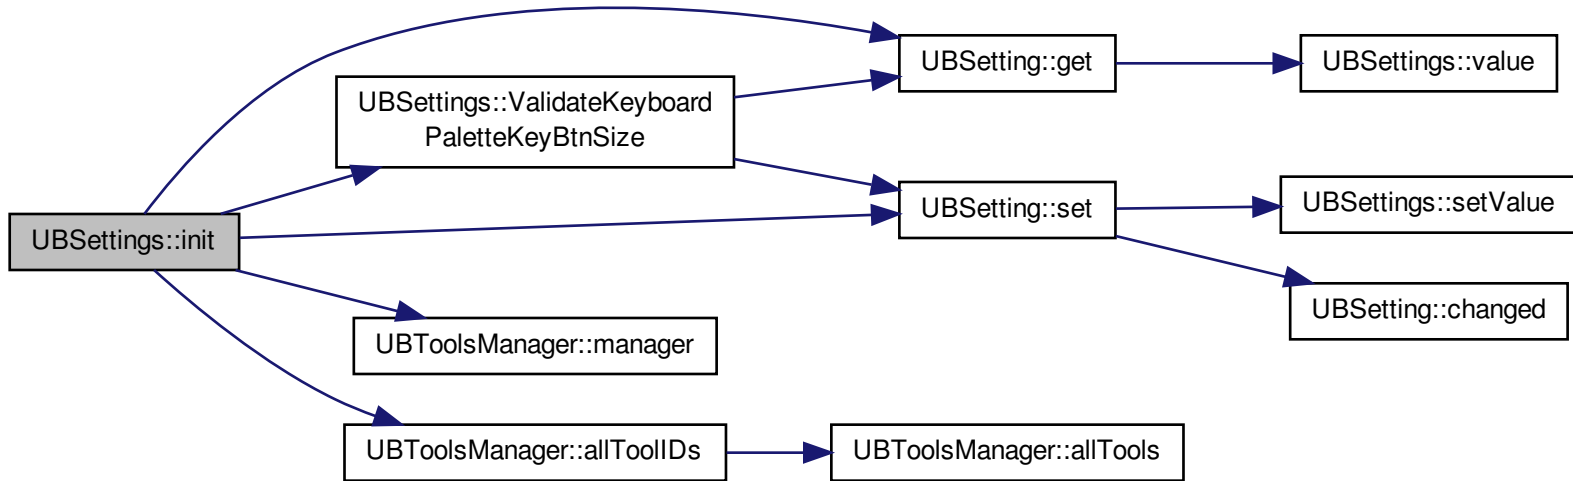 UBSettings::init
UBSettings::ValidateKeyboard
PaletteKeyBtnSize
UBSetting::get
UBSettings::value
UBSetting::set
UBSettings::setValue
UBSetting::changed
UBToolsManager::manager
UBToolsManager::allToolIDs
UBToolsManager::allTools